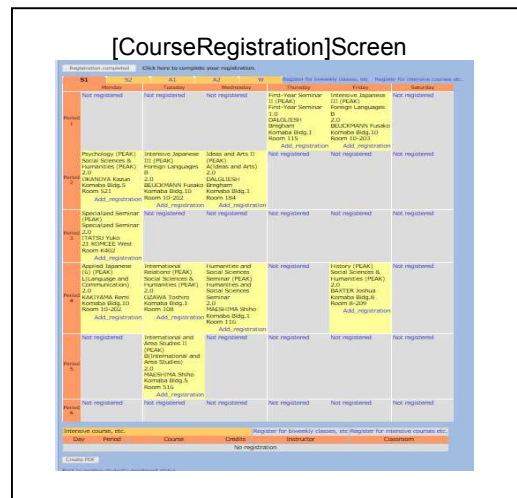 [CourseRegistration]Screen
Registration completed Click here to complete your registration.
S1 S2 A1 A2 W Register for biweekly classes, etc Register for intensive courses etc.
Monday Tuesday Wednesday Thursday Friday Saturday
Period 1
Not registered
Not registered
Not registered
First-Year Seminar
II (PEAK)
First-Year Seminar
1.0
DALGLIESH
Bregham
Komaba Bldg.1
Room 115
Add_registration
Intensive Japanese
III (PEAK)
Foreign Languages
B
2.0
BEUCKMANN Fusako
Komaba Bldg.10
Room 10-203
Add_registration
Not registered
Period 2
Psychology (PEAK)
Social Sciences &
Humanities (PEAK)
2.0
OKANOYA Kazuo
Komaba Bldg.5
Room 521
Add_registration
Intensive Japanese
III (PEAK)
Foreign Languages
B
2.0
BEUCKMANN Fusako
Komaba Bldg.10
Room 10-202
Add_registration
Ideas and Arts II
(PEAK)
A(Ideas and Arts)
2.0
DALGLIESH
Bregham
Komaba Bldg.1
Room 184
Add_registration
Not registered
Not registered
Not registered
Period 3
Specialized Seminar
(PEAK)
Specialized Seminar
2.0
ITATSU Yuko
21 KOMCEE West
Room K402
Add_registration
Not registered
Not registered
Not registered
Not registered
Not registered
Period 4
Applied Japanese
(6) (PEAK)
L(Language and
Communication)
2.0
KAKIYAMA Remi
Komaba Bldg.10
Room 10-202
Add_registration
International
Relations (PEAK)
Social Sciences &
Humanities (PEAK)
2.0
OZAWA Toshiro
Komaba Bldg.1
Room 108
Add_registration
Humanities and
Social Sciences
Seminar (PEAK)
Humanities and
Social Sciences
Seminar
2.0
MAESHIMA Shiho
Komaba Bldg.1
Room 116
Add_registration
Not registered
History (PEAK)
Social Sciences &
Humanities (PEAK)
2.0
BAXTER Joshua
Komaba Bldg.8
Room 8-209
Add_registration
Not registered
Period 5
Not registered
International and
Area Studies II
(PEAK)
B(International and
Area Studies)
2.0
MAESHIMA Shiho
Komaba Bldg.5
Room 516
Add_registration
Not registered
Not registered
Not registered
Not registered
Period 6
Not registered
Not registered
Not registered
Not registered
Not registered
Not registered
Intensive course, etc. Register for biweekly classes, etc Register for intensive courses etc.
Day Period Course Credits Instructor Classroom
No registration
Create PDF